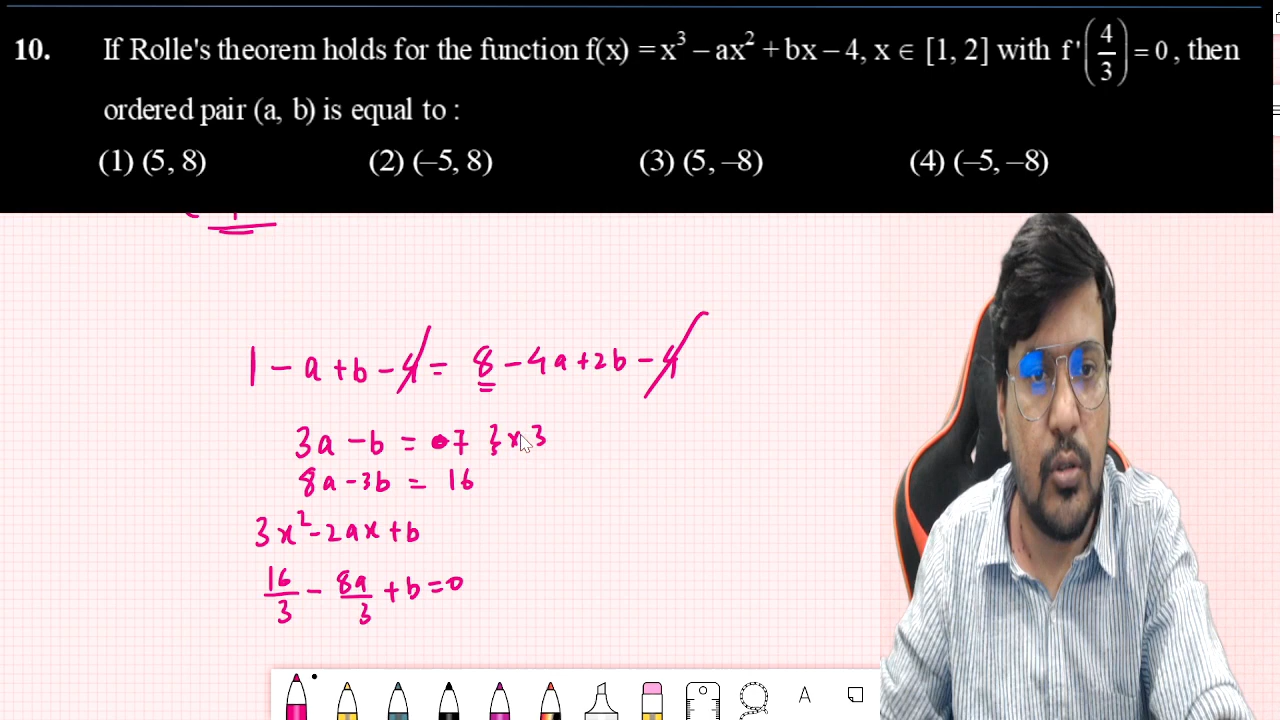 10. If Rolle's theorem holds for the function f(x) = x³ – ax² + bx – 4, x ∈ [1, 2] with f'(4/3) = 0, then
ordered pair (a, b) is equal to :
(1) (5, 8) (2) (–5, 8) (3) (5, –8) (4) (–5, –8)
1 - a + b - 4 = 8 - 4a + 2b - 4
3a - b = 7 } x 3
8a - 3b = 16
3x² - 2ax + b
16/3 - 8a/3 + b = 0
A